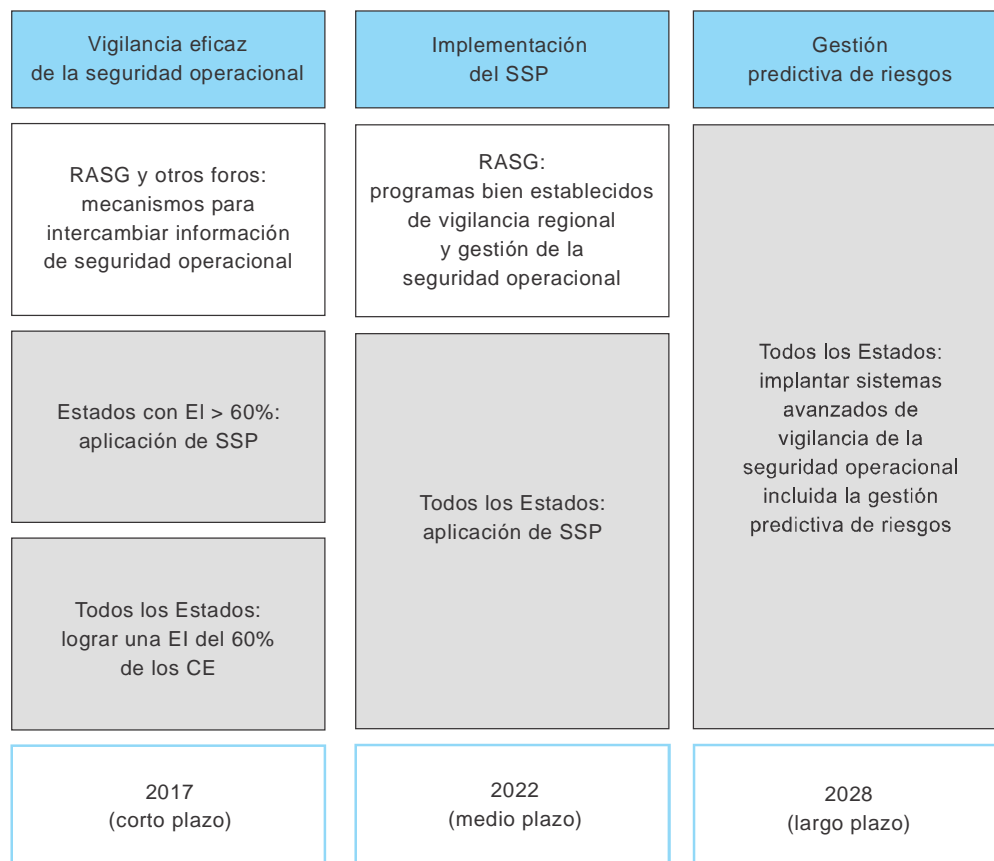 Vigilancia eficaz
de la seguridad operacional
Implementación
del SSP
Gestión
predictiva de riesgos
RASG y otros foros:
mecanismos para
intercambiar información
de seguridad operacional
RASG:
programas bien establecidos
de vigilancia regional
y gestión de la
seguridad operacional
Todos los Estados:
implantar sistemas
avanzados de
vigilancia de la
seguridad operacional
incluida la gestión
predictiva de riesgos
Estados con EI > 60%:
aplicación de SSP
Todos los Estados:
aplicación de SSP
Todos los Estados:
lograr una EI del 60%
de los CE
2017
(corto plazo)
2022
(medio plazo)
2028
(largo plazo)